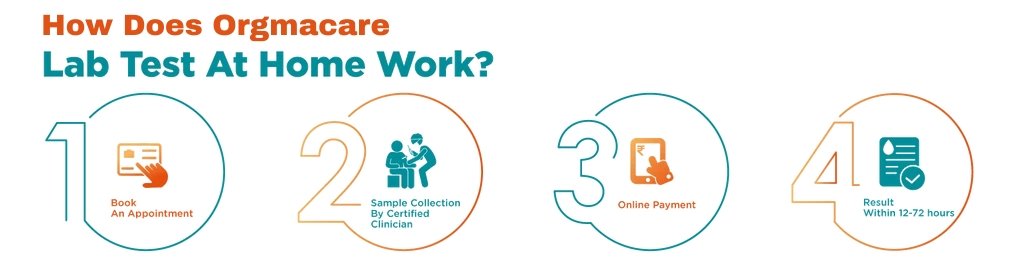 How Does Orgmacare
Lab Test At Home Work?
1
Book
An Appointment
2
Sample Collection
By Certified
Clinician
3
₹
Online Payment
4
Result
Within 12-72 hours